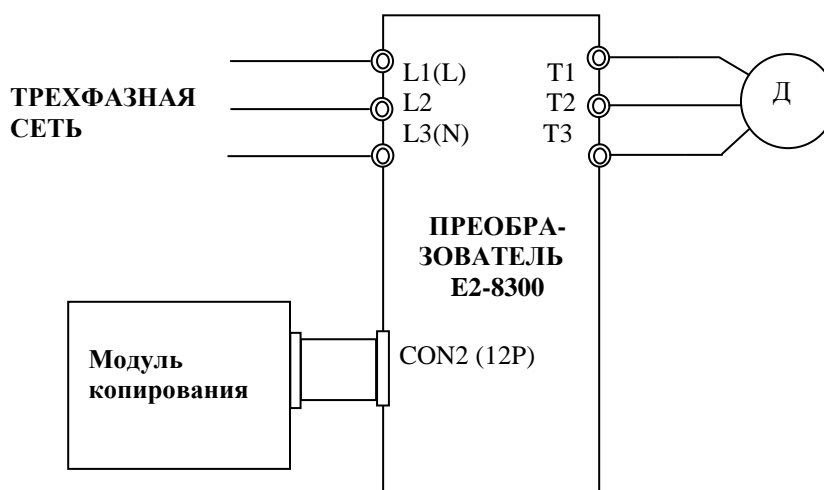 ТРЕХФАЗНАЯ
СЕТЬ
L1(L)
L2
L3(N)
T1
T2
T3
Д
ПРЕОБРА-
ЗОВАТЕЛЬ
E2-8300
Модуль
копирования
CON2 (12P)